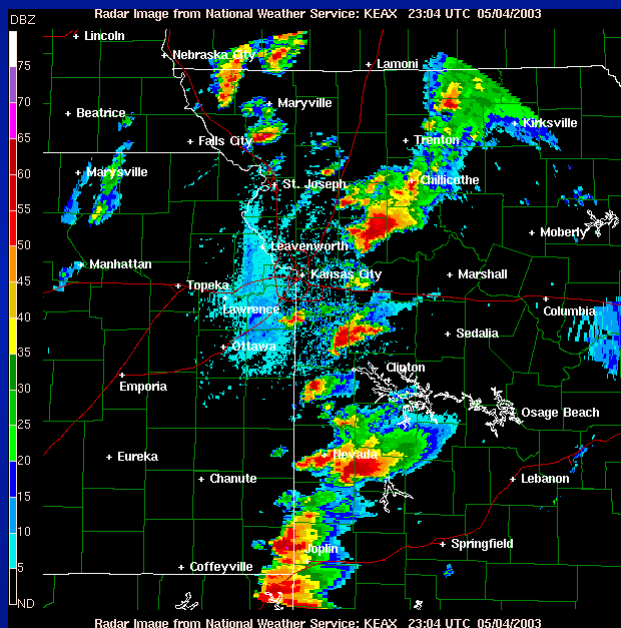 Radar Image from National Weather Service: KEAX 23:04 UTC 05/04/2003
DBZ
Lincoln
Nebraska City
Lamoni
75
70
Maryville
Beatrice
65
Kirksville
Falls City
Trenton
60
Marysville
St. Joseph
Chillicothe
55
Moberly
50
Leavenworth
Manhattan
Kansas City
Marshall
45
Topeka
Lawrence
Columbia
40
Sedalia
Ottawa
35
Clinton
Emporia
30
Osage Beach
25
Eureka
Nevada
20
Chanute
Lebanon
15
10
Joplin
Springfield
5
Coffeyville
ND
Radar Image from National Weather Service: KEAX 23:04 UTC 05/04/2003